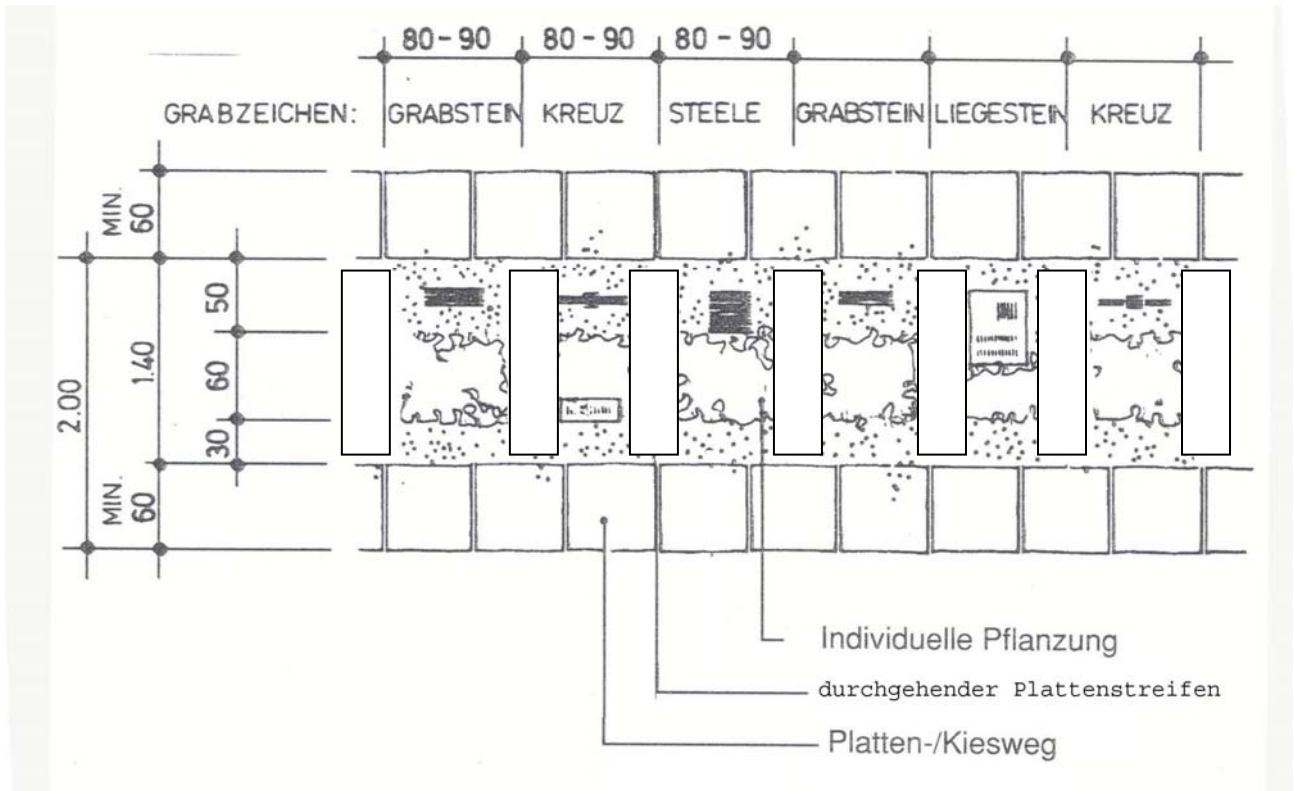 80-90 80-90 80-90
GRABZEICHEN: GRABSTEIN KREUZ STEELE GRABSTEIN LIEGESTEIN KREUZ
MIN. 60
50
60
30
1.40
2.00
MIN. 60
Individuelle Pflanzung
durchgehender Plattenstreifen
Platten-/Kiesweg